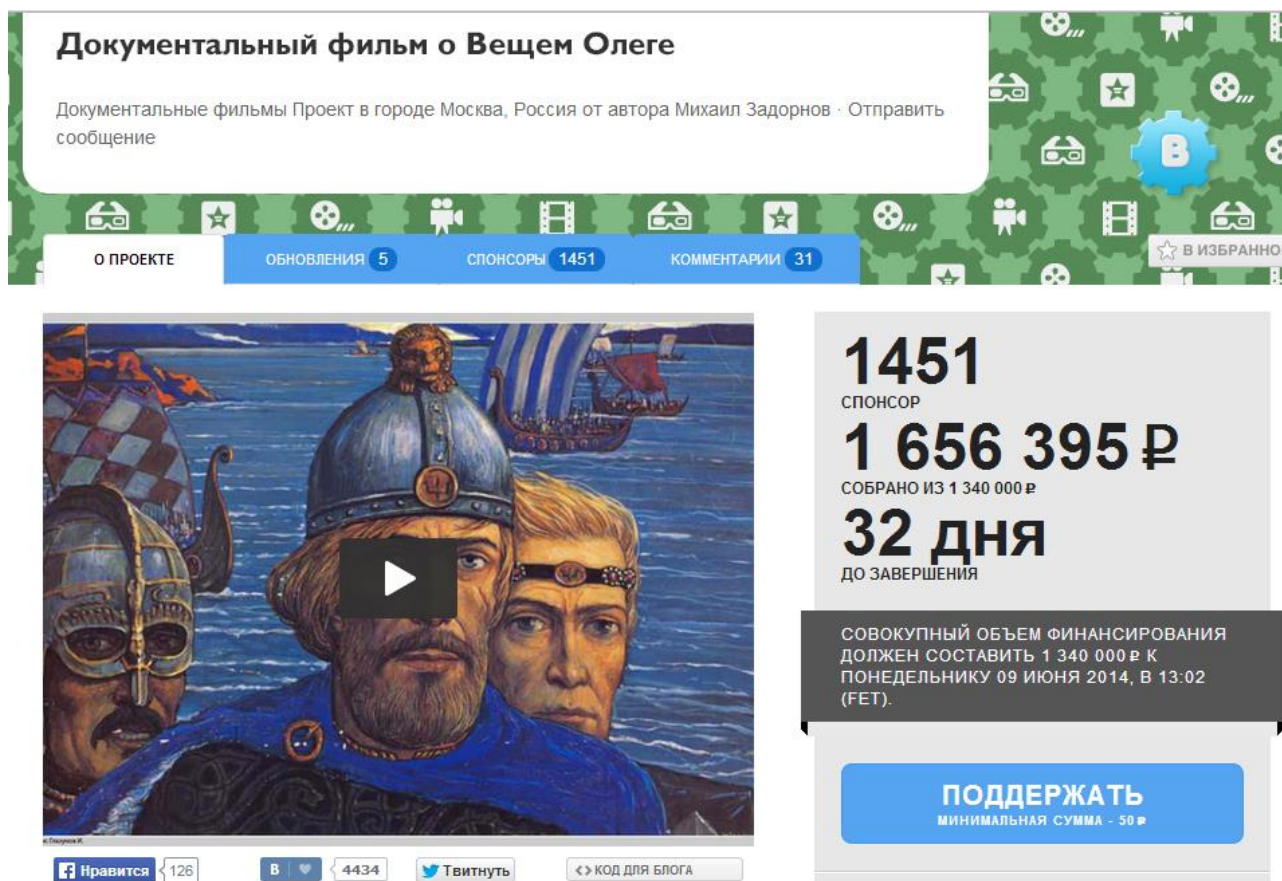 Документальный фильм о Вещем Олеге
Документальные фильмы Проект в городе Москва, Россия от автора Михаил Задорнов · Отправить
сообщение
B
О ПРОЕКТЕ
ОБНОВЛЕНИЯ 5
СПОНСОРЫ 1451
КОММЕНТАРИИ 31
В ИЗБРАННО
1451
СПОНСОР
1 656 395 ₽
СОБРАНО ИЗ 1 340 000 ₽
32 дня
ДО ЗАВЕРШЕНИЯ
СОВОКУПНЫЙ ОБЪЕМ ФИНАНСИРОВАНИЯ
ДОЛЖЕН СОСТАВИТЬ 1 340 000 ₽ К
ПОНЕДЕЛЬНИКУ 09 ИЮНЯ 2014, В 13:02
(FET).
ПОДДЕРЖАТЬ
МИНИМАЛЬНАЯ СУММА - 50 ₽
Глазунов И.
Нравится 126
В 4434
Твитнуть
<> КОД ДЛЯ БЛОГА